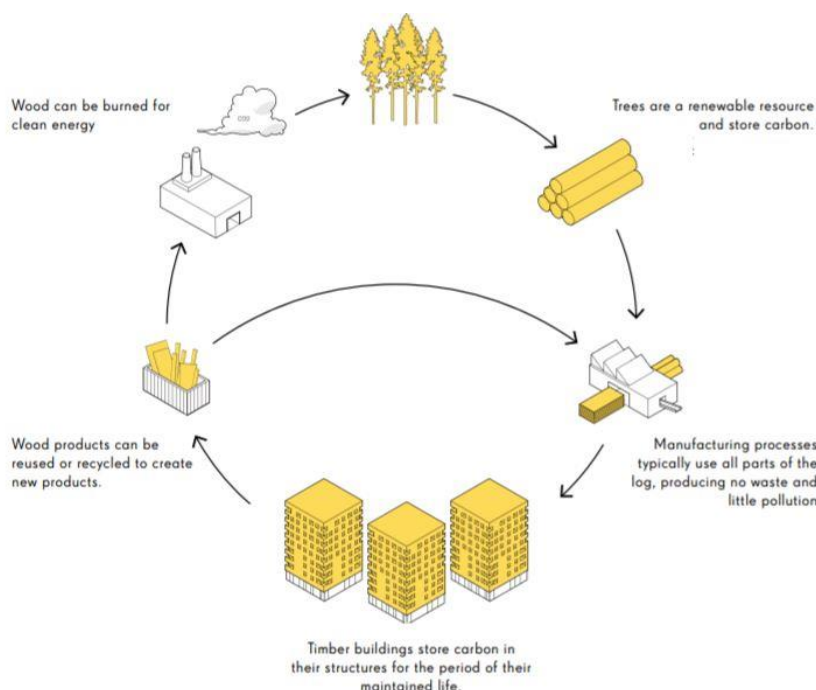 Wood can be burned for
clean energy
CO2
Trees are a renewable resource
and store carbon.
Wood products can be
reused or recycled to create
new products.
Manufacturing processes
typically use all parts of the
log, producing no waste and
little pollution
Timber buildings store carbon in
their structures for the period of their
maintained life.